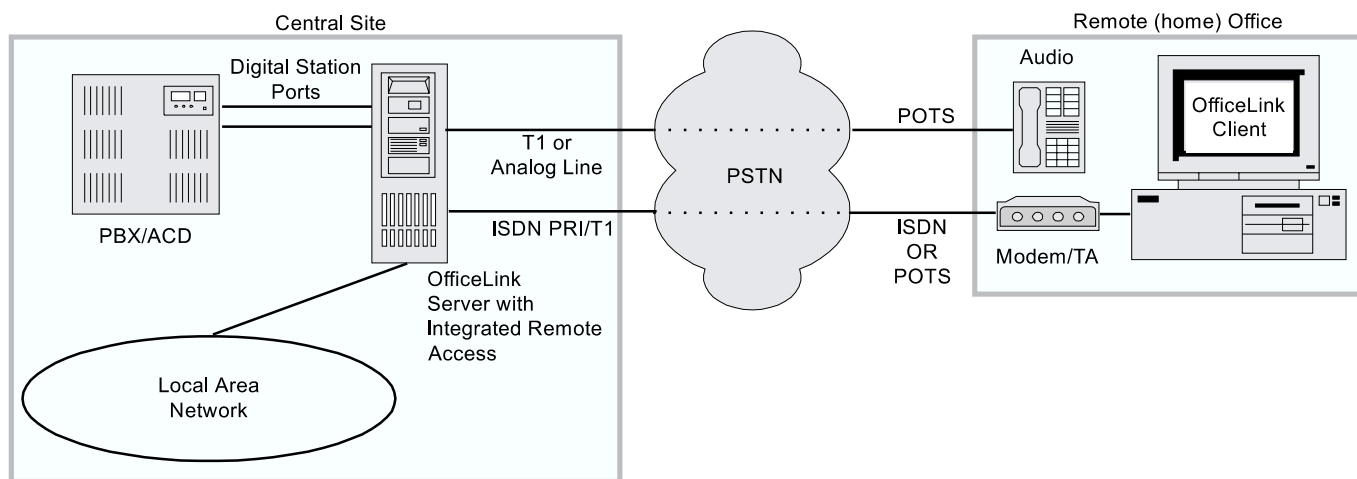 Central Site
Remote (home) Office
Digital Station
Ports
PBX/ACD
T1 or
Analog Line
ISDN PRI/T1
OfficeLink
Server with
Integrated Remote
Access
Local Area
Network
PSTN
POTS
ISDN
OR
POTS
Audio
Modem/TA
OfficeLink
Client